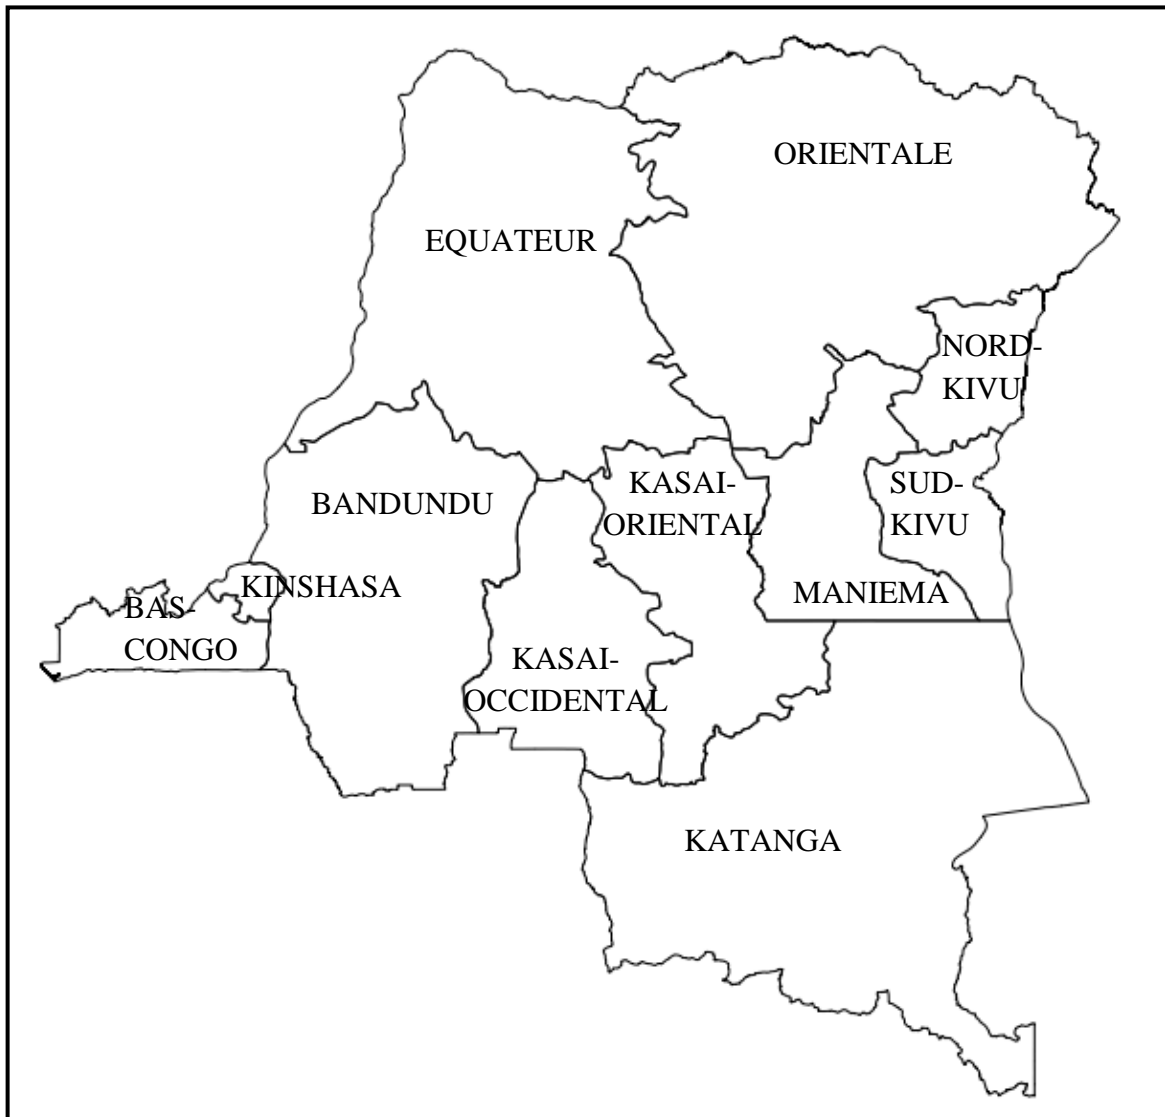 ORIENTALE
EQUATEUR
NORD-
KIVU
KASAI-
ORIENTAL
SUD-
KIVU
BANDUNDU
KINSHASA
MANIEMA
BAS-
CONGO
KASAI-
OCCIDENTAL
KATANGA